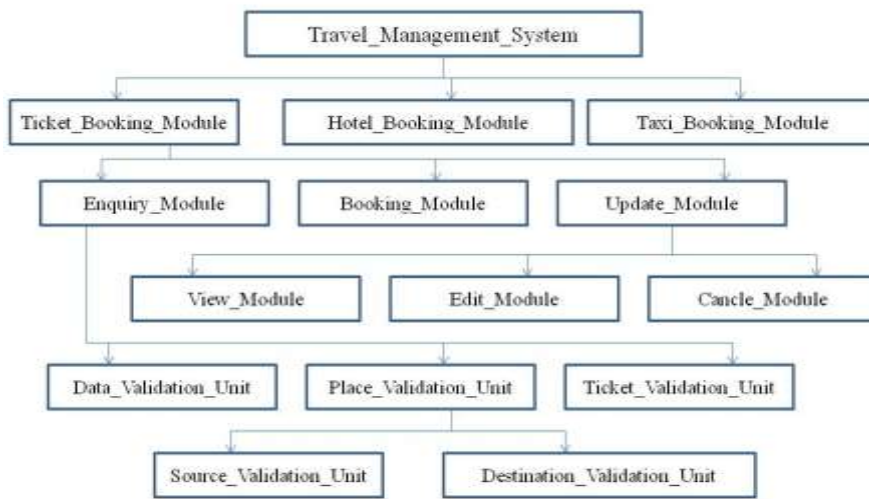 Travel_Management_System
Ticket_Booking_Module
Hotel_Booking_Module
Taxi_Booking_Module
Enquiry_Module
Booking_Module
Update_Module
View_Module
Edit_Module
Cancle_Module
Data_Validation_Unit
Place_Validation_Unit
Ticket_Validation_Unit
Source_Validation_Unit
Destination_Validation_Unit